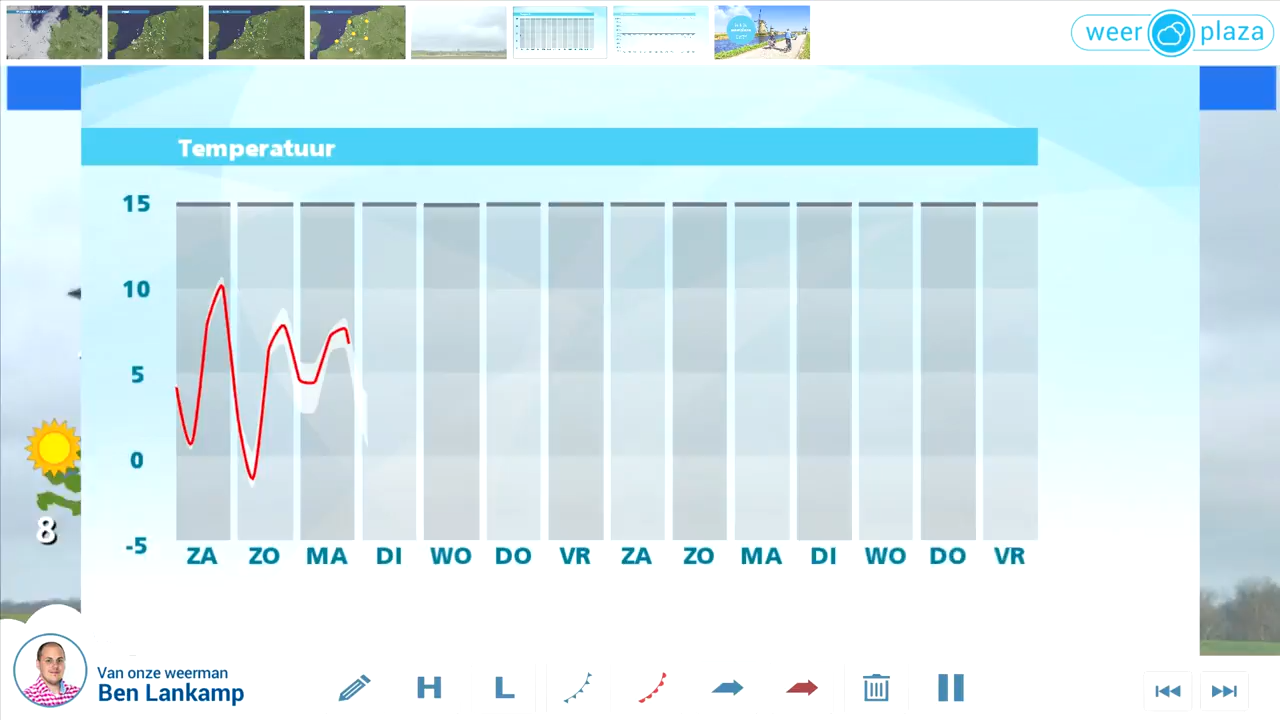 weer plaza
Temperatuur
15
10
5
0
-5
ZA ZO MA DI WO DO VR ZA ZO MA DI WO DO VR
8
Van onze weerman
Ben Lankamp
H L